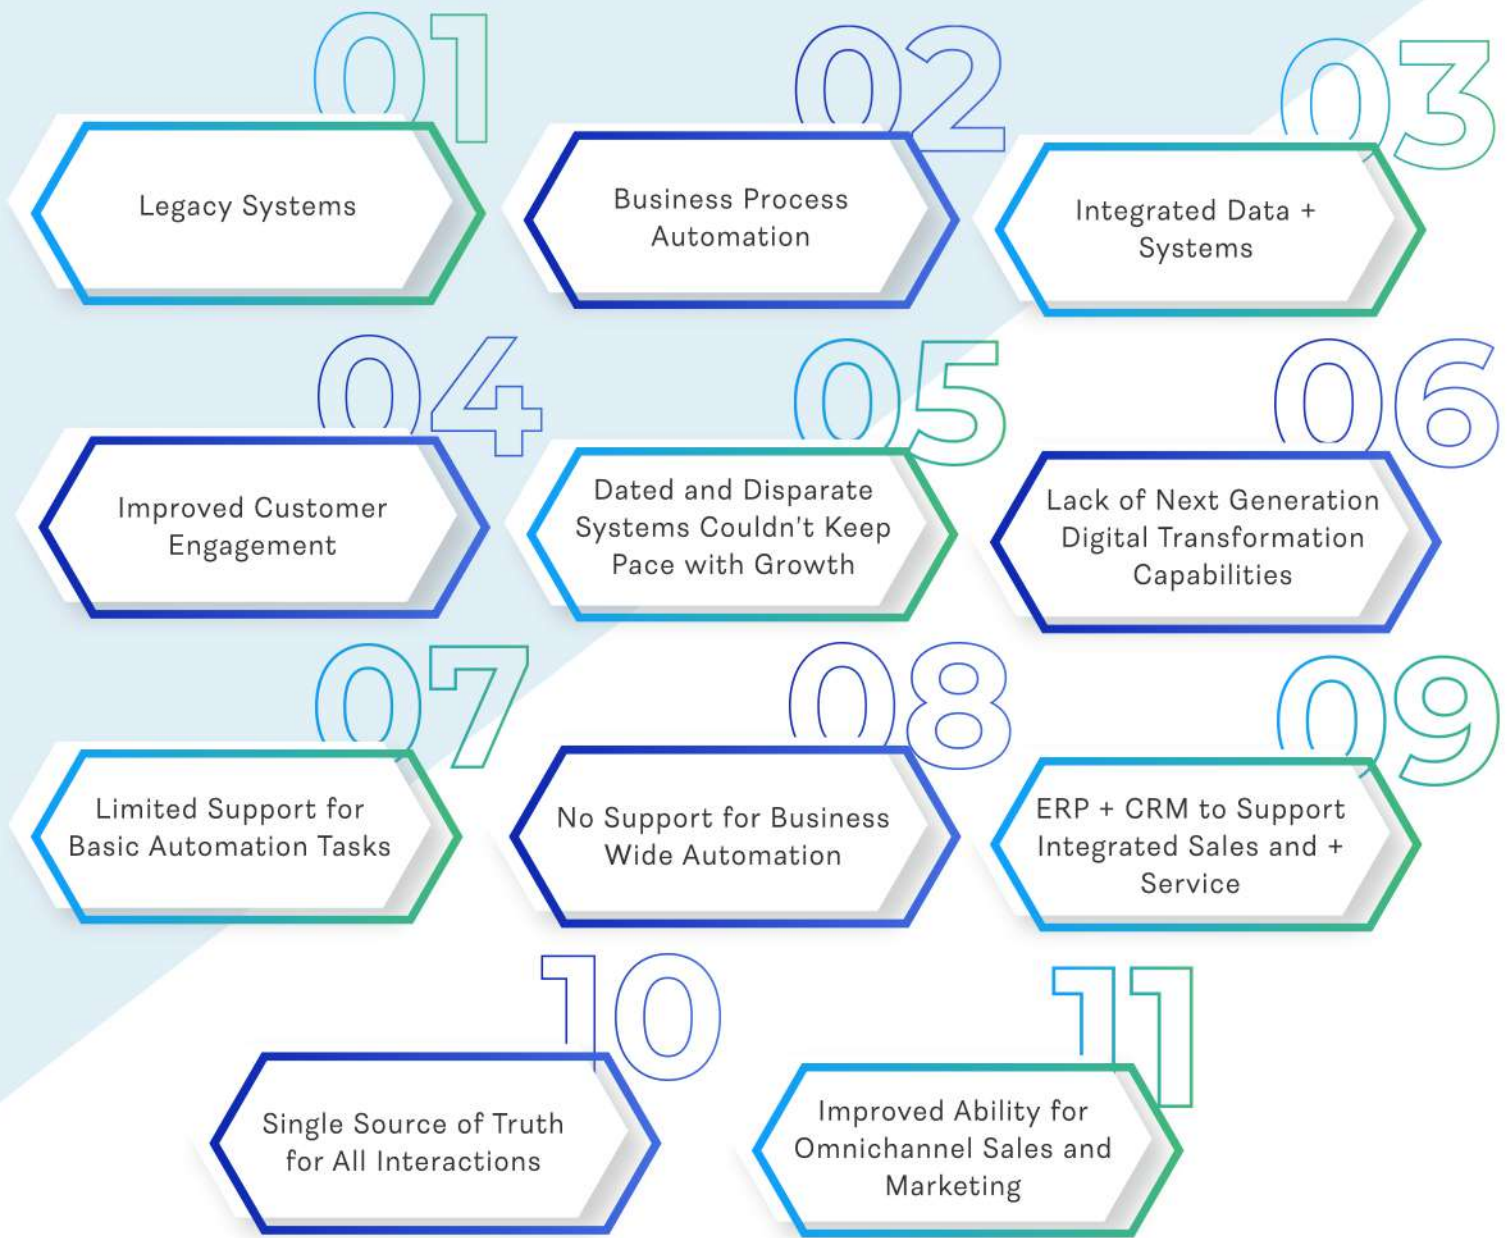 01
Legacy Systems
02
Business Process
Automation
03
Integrated Data +
Systems
04
Improved Customer
Engagement
05
Dated and Disparate
Systems Couldn't Keep
Pace with Growth
06
Lack of Next Generation
Digital Transformation
Capabilities
07
Limited Support for
Basic Automation Tasks
08
No Support for Business
Wide Automation
09
ERP + CRM to Support
Integrated Sales and +
Service
10
Single Source of Truth
for All Interactions
11
Improved Ability for
Omnichannel Sales and
Marketing